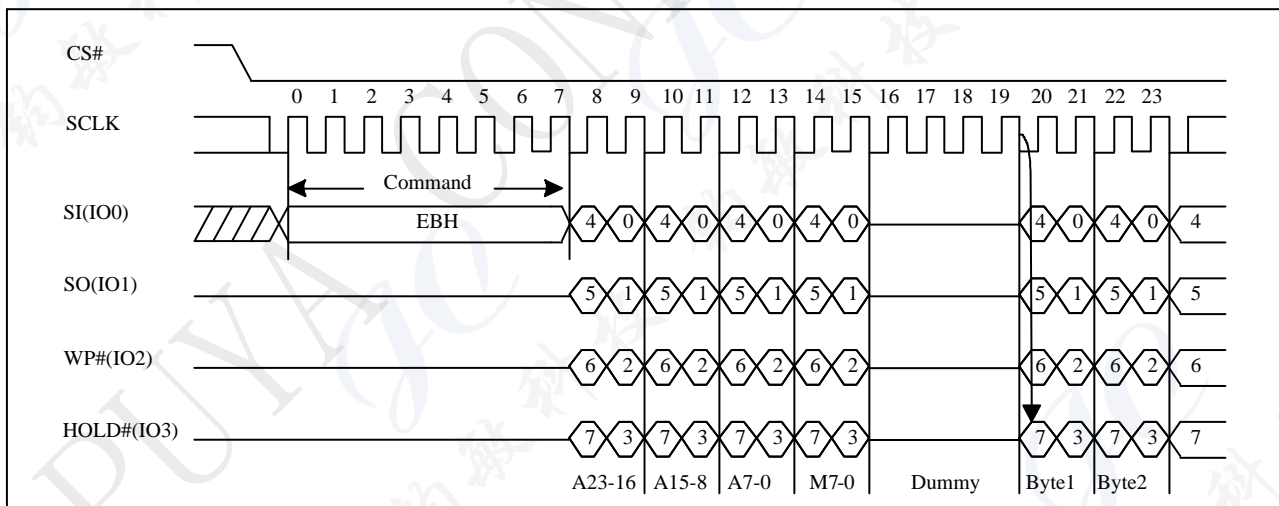 CS#
0 1 2 3 4 5 6 7 8 9 10 11 12 13 14 15 16 17 18 19 20 21 22 23
SCLK
Command
SI(IO0) EBH 4 0 4 0 4 0 4 0 4 0 4 0 4
SO(IO1) 5 1 5 1 5 1 5 1 5 1 5 1 5
WP#(IO2) 6 2 6 2 6 2 6 2 6 2 6 2 6
HOLD#(IO3) 7 3 7 3 7 3 7 3 7 3 7 3 7
A23-16 A15-8 A7-0 M7-0 Dummy Byte1 Byte2
PUYA CON